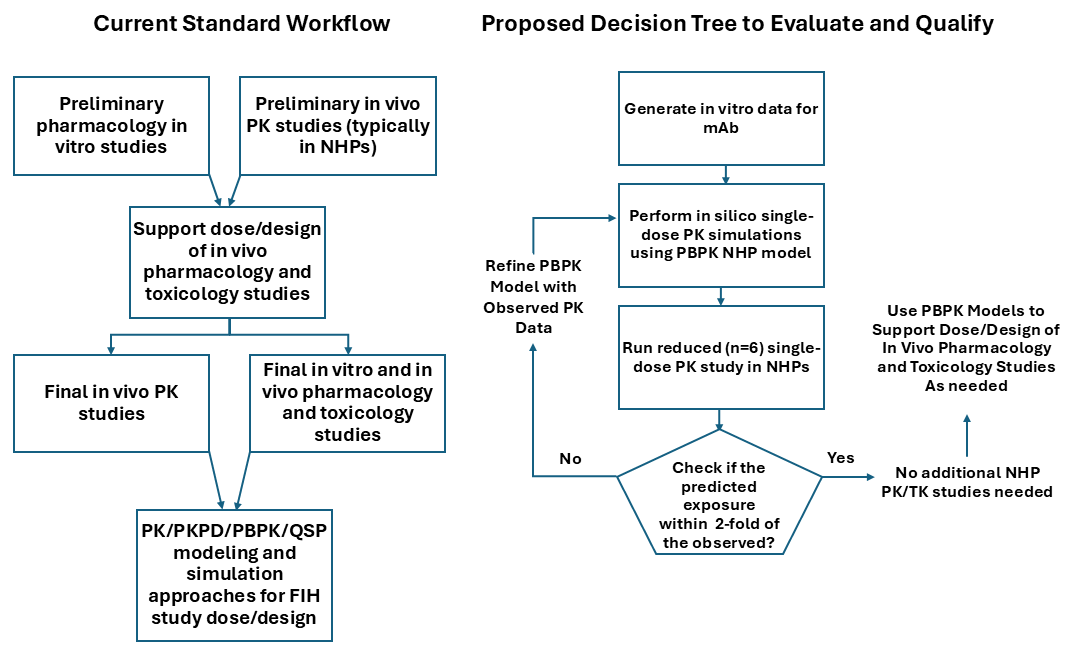 Current Standard Workflow
Preliminary
pharmacology in
vitro studies
Preliminary in vivo
PK studies (typically
in NHPs)
Support dose/design
of in vivo
pharmacology and
toxicology studies
Final in vivo PK
studies
Final in vitro and in
vivo pharmacology
and toxicology
studies
PK/PKPD/PBPK/QSP
modeling and
simulation
approaches for FIH
study dose/design
Proposed Decision Tree to Evaluate and Qualify
Generate in vitro data for
mAb
Perform in silico single-
dose PK simulations
using PBPK NHP model
Refine PBPK
Model with
Observed PK
Data
Run reduced (n=6) single-
dose PK study in NHPs
Check if the
predicted
exposure
within 2-fold of
the observed?
No
Yes
No additional NHP
PK/TK studies needed
Use PBPK Models to
Support Dose/Design of
In Vivo Pharmacology
and Toxicology Studies
As needed